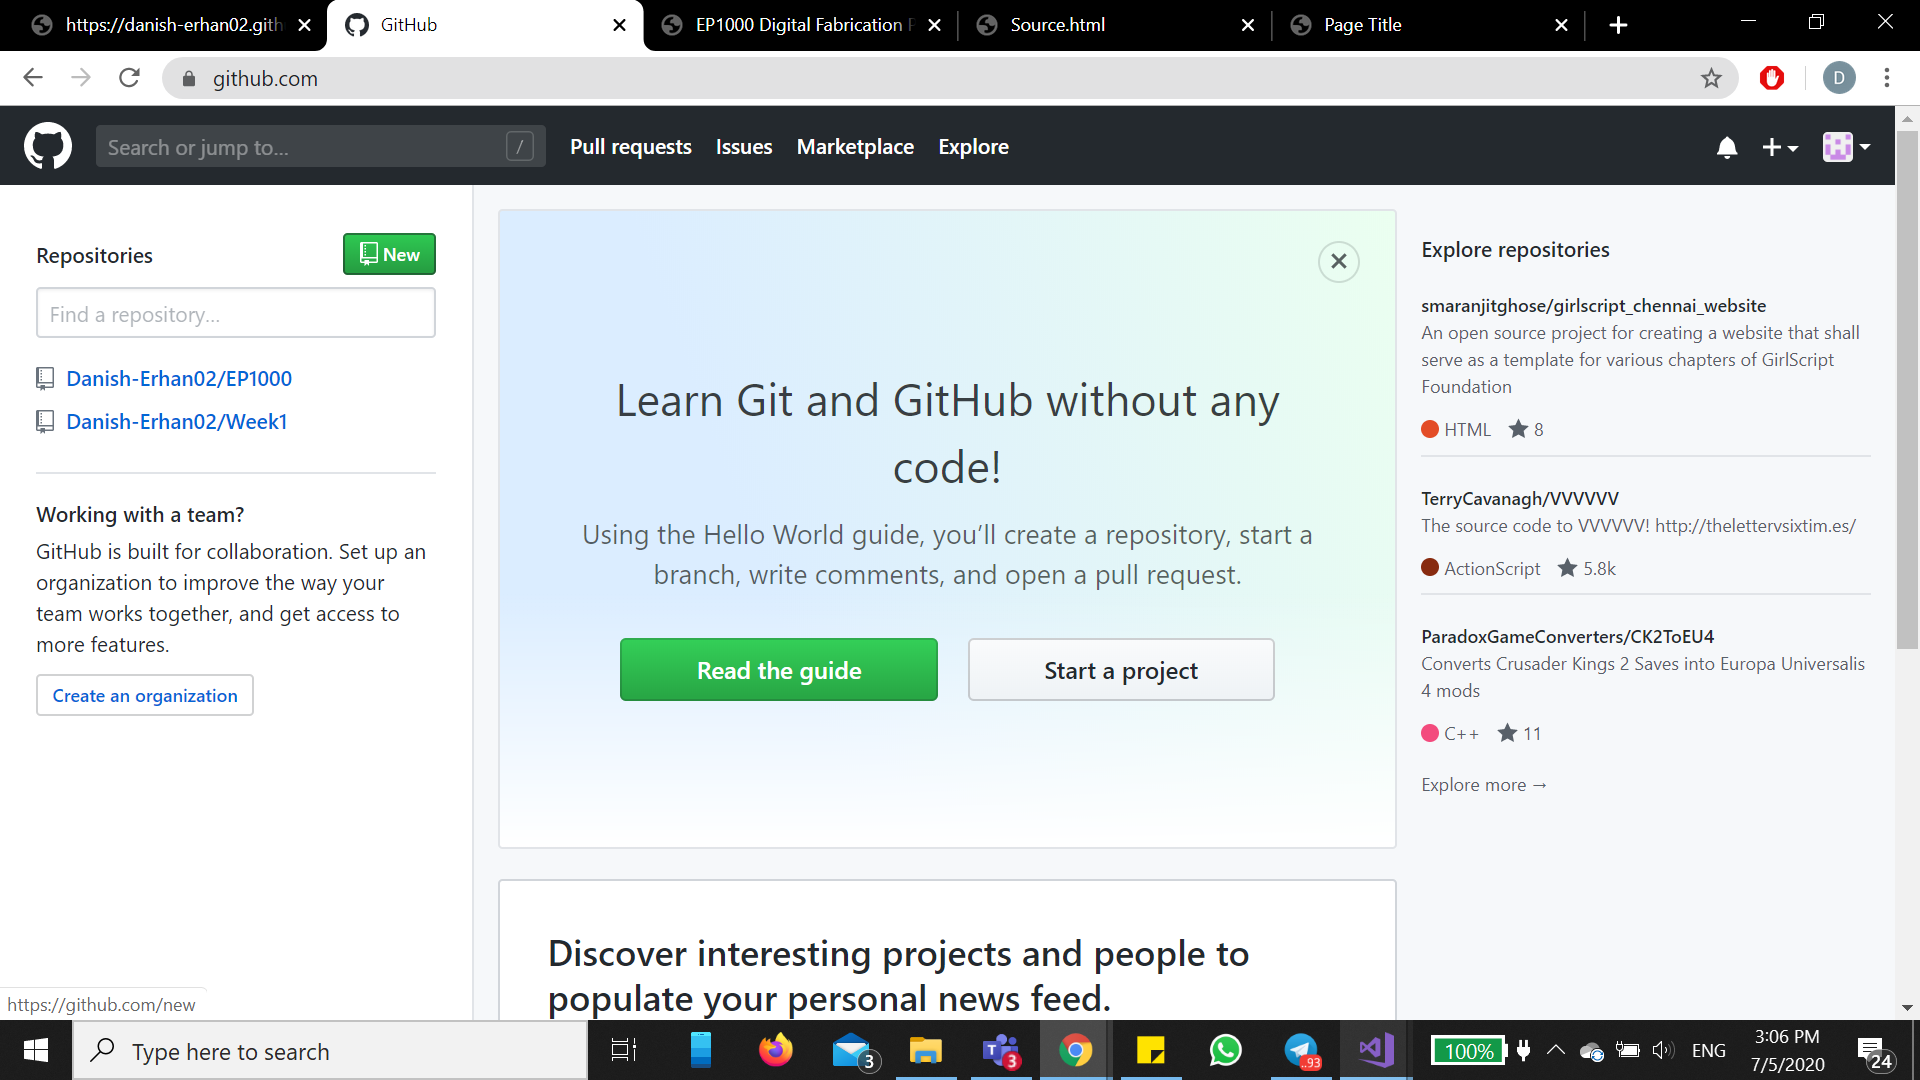 https://danish-erhan02.gith
GitHub
EP1000 Digital Fabrication
Source.html
Page Title
github.com
D
Search or jump to...
/
Pull requests
Issues
Marketplace
Explore
Repositories
New
Find a repository...
Danish-Erhan02/EP1000
Danish-Erhan02/Week1
Working with a team?
GitHub is built for collaboration. Set up an
organization to improve the way your
team works together, and get access to
more features.
Create an organization
Learn Git and GitHub without any
code!
Using the Hello World guide, you’ll create a repository, start a
branch, write comments, and open a pull request.
Read the guide
Start a project
Discover interesting projects and people to
populate your personal news feed.
Explore repositories
smaranjitghose/girlscript_chennai_website
An open source project for creating a website that shall
serve as a template for various chapters of GirlScript
Foundation
HTML 8
TerryCavanagh/VVVVVV
The source code to VVVVVV! http://thelettervsixtim.es/
ActionScript 5.8k
ParadoxGameConverters/CK2ToEU4
Converts Crusader Kings 2 Saves into Europa Universalis
4 mods
C++ 11
Explore more →
https://github.com/new
Type here to search
3
T
3
.93
100%
ENG
3:06 PM
7/5/2020
24